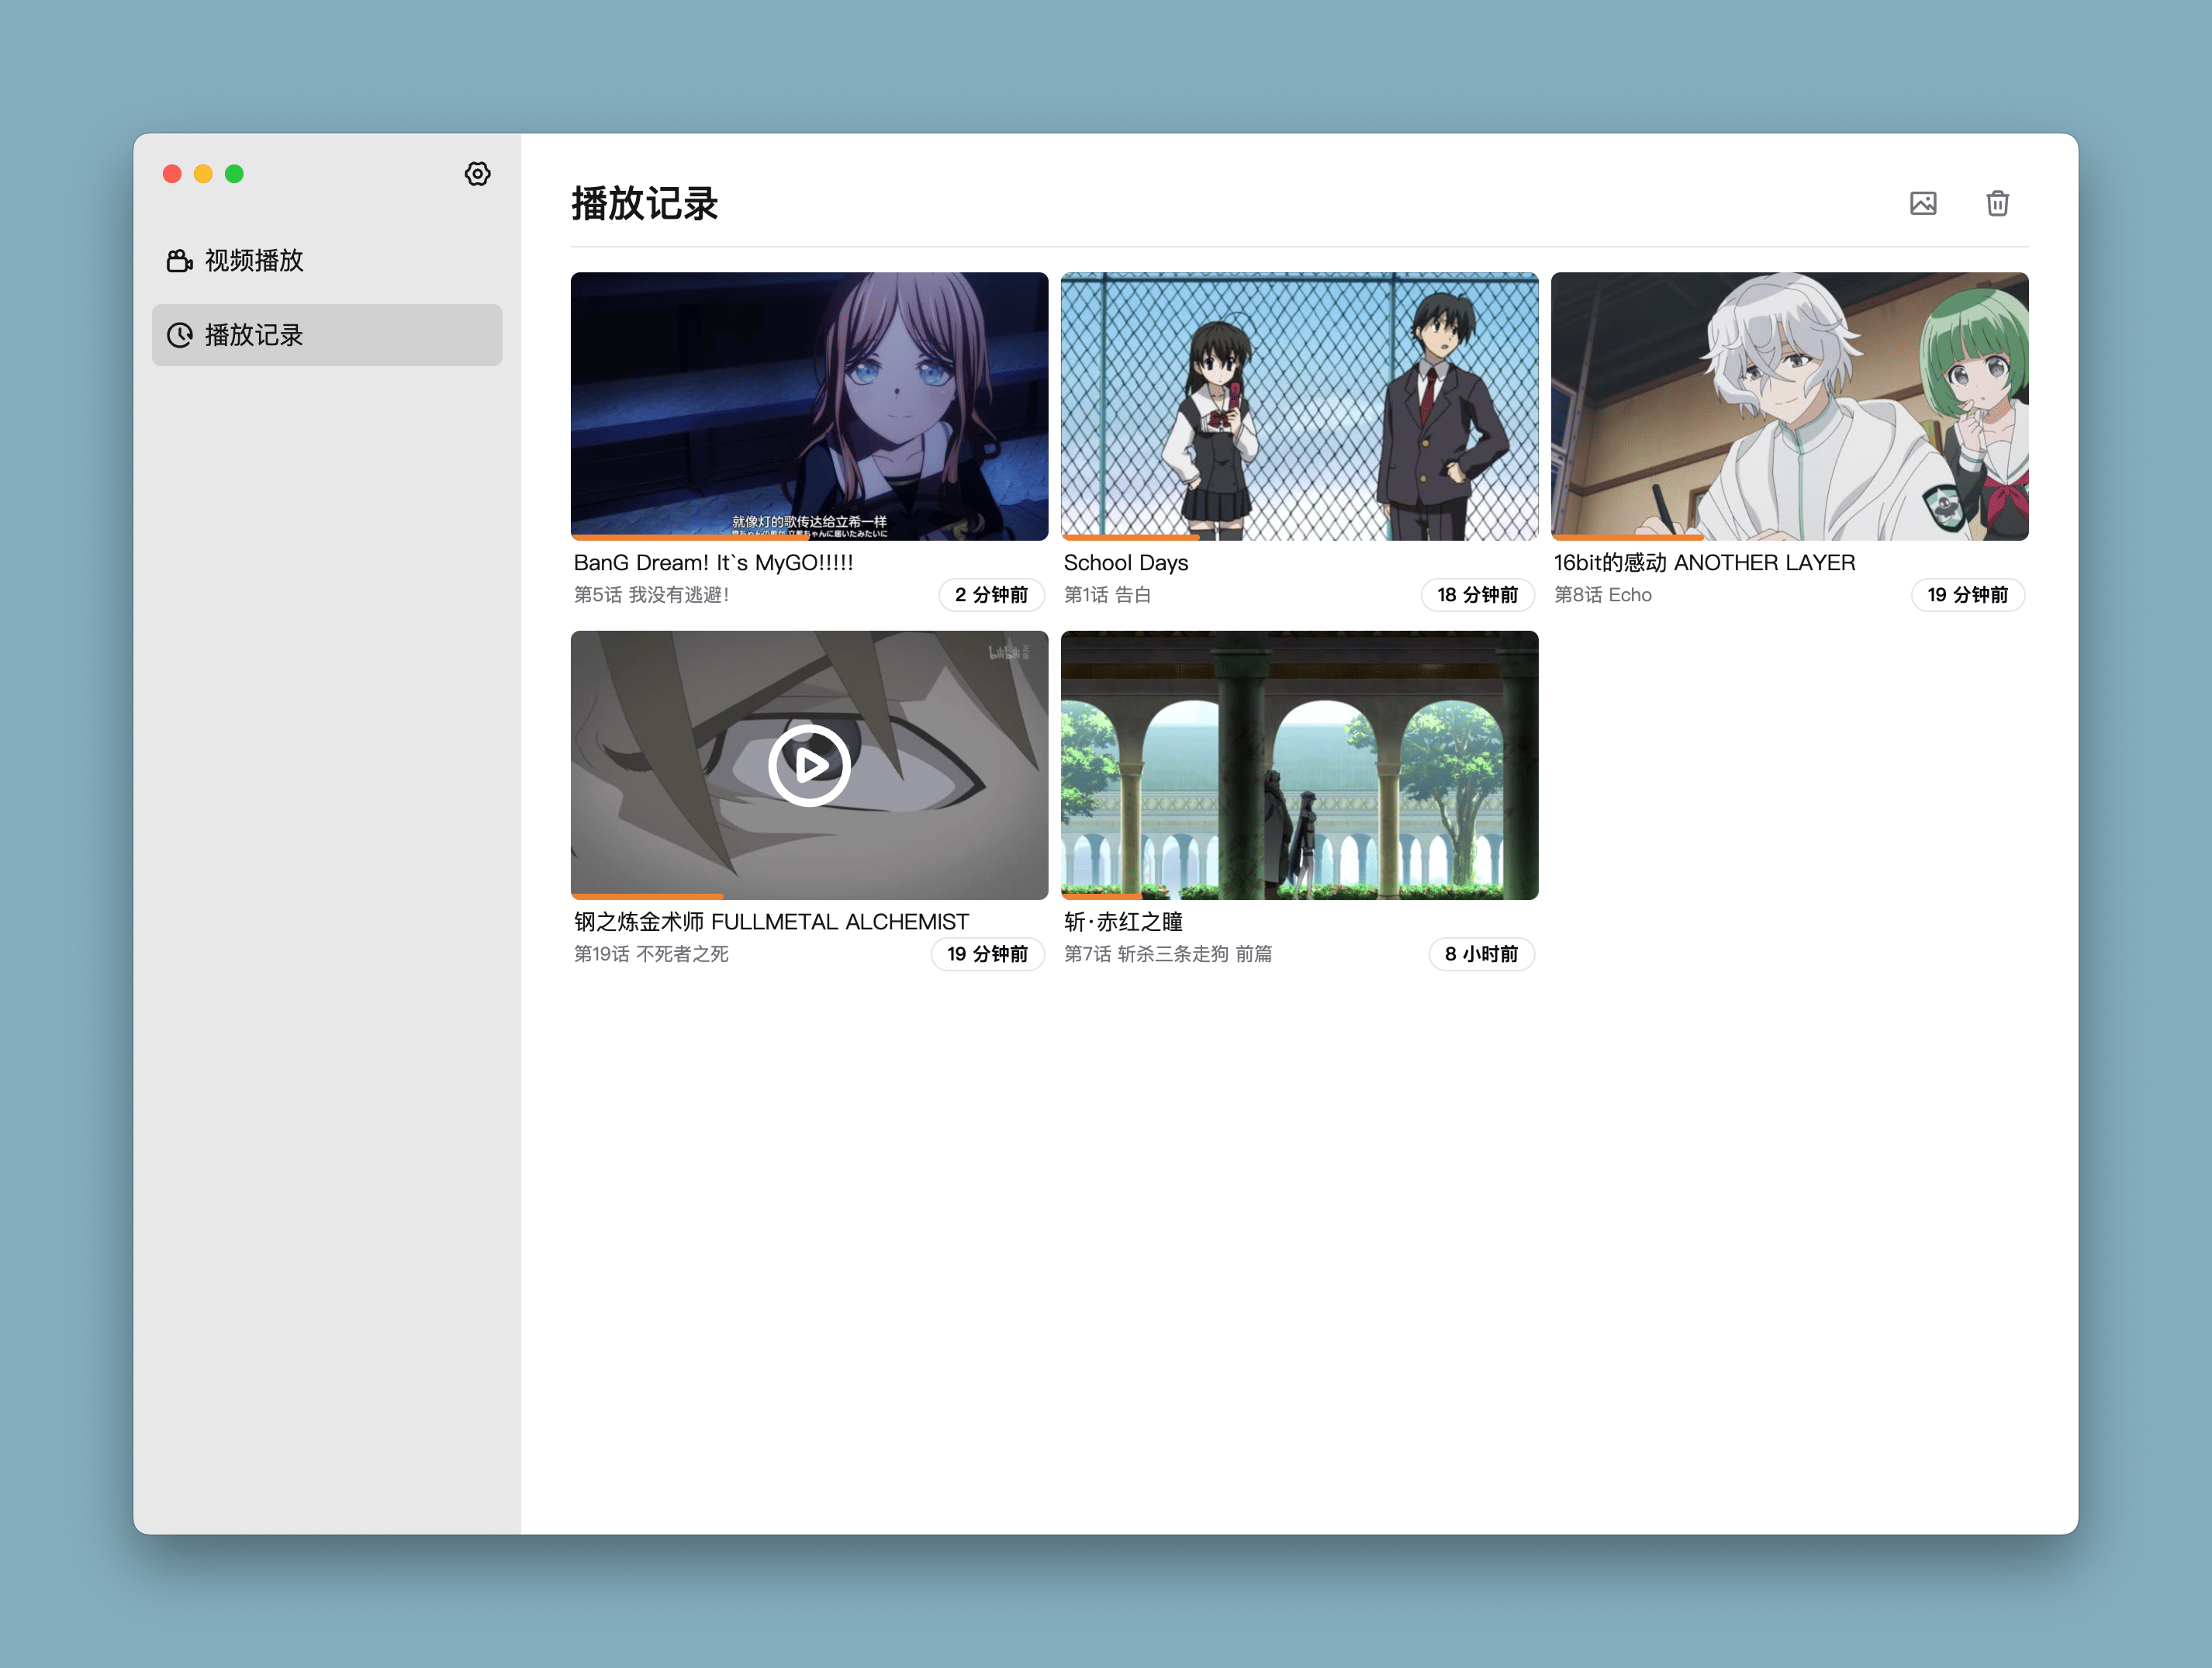 视频播放
播放记录
播放记录
就像灯的歌传达给立希一样
BanG Dream! It`s MyGO!!!!!
第5话 我没有逃避!
2 分钟前
School Days
第1话 告白
18 分钟前
16bit的感动 ANOTHER LAYER
第8话 Echo
19 分钟前
bilibili
钢之炼金术师 FULLMETAL ALCHEMIST
第19话 不死者之死
19 分钟前
斩·赤红之瞳
第7话 斩杀三条走狗 前篇
8 小时前